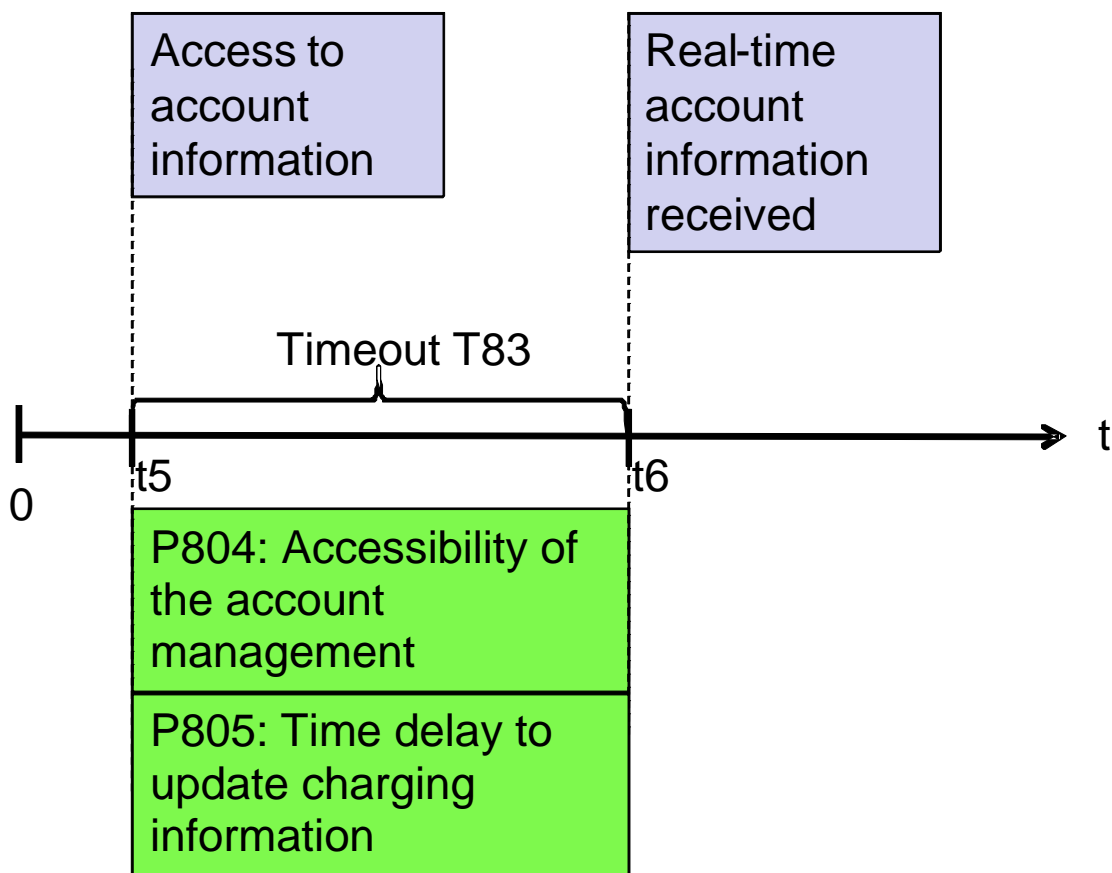 Access to
account
information
Real-time
account
information
received
Timeout T83
t
t5
t6
0
P804: Accessibility of
the account
management
P805: Time delay to
update charging
information